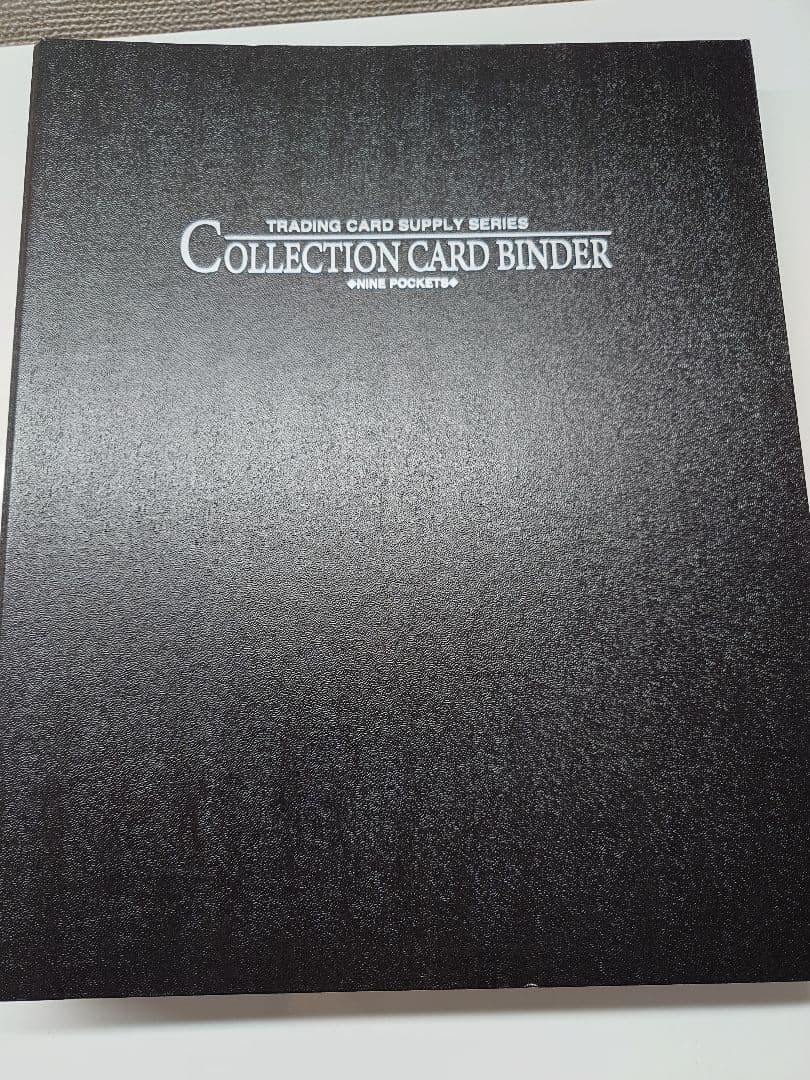 TRADING CARD SUPPLY SERIES
COLLECTION CARD BINDER
◆NINE POCKETS◆